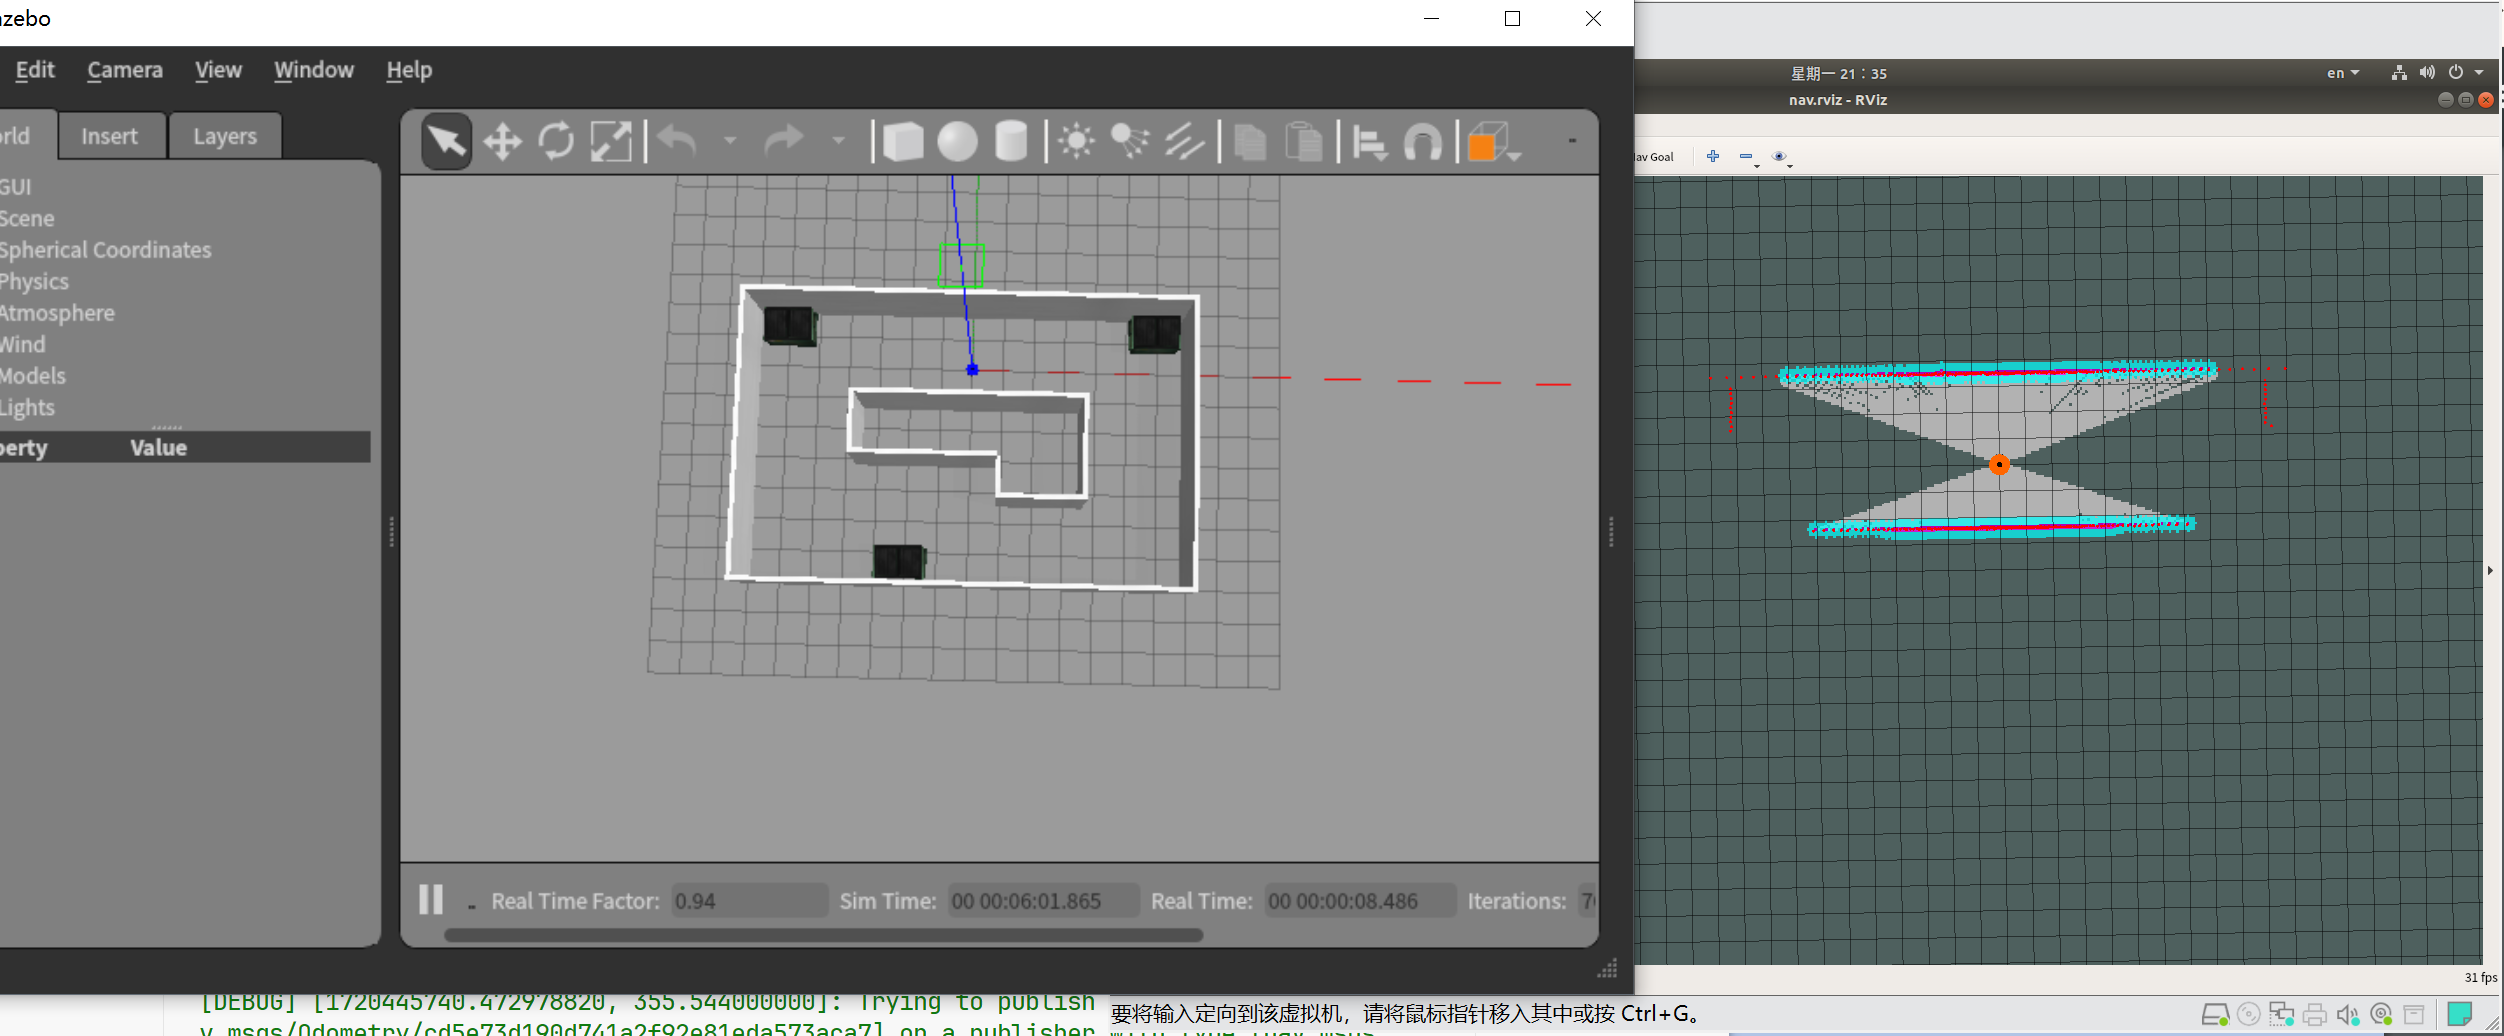 azebo
Edit Camera View Window Help
orld Insert Layers
GUI
Scene
Spherical Coordinates
Physics
Atmosphere
Wind
Models
Lights
perty Value
Real Time Factor: 0.94 Sim Time: 00 00:06:01.865 Real Time: 00 00:00:08.486 Iterations: 70
星期一 21：35 en
nav.rviz - RViz
Nav Goal
31 fps
[DEBUG] [1720445740.472978820, 355.544000000]: Trying to publish
v_msgs/Odometry/cd5e73d190d741a2f92e81eda573aca7] on a publisher
要将输入定向到该虚拟机，请将鼠标指针移入其中或按 Ctrl+G。